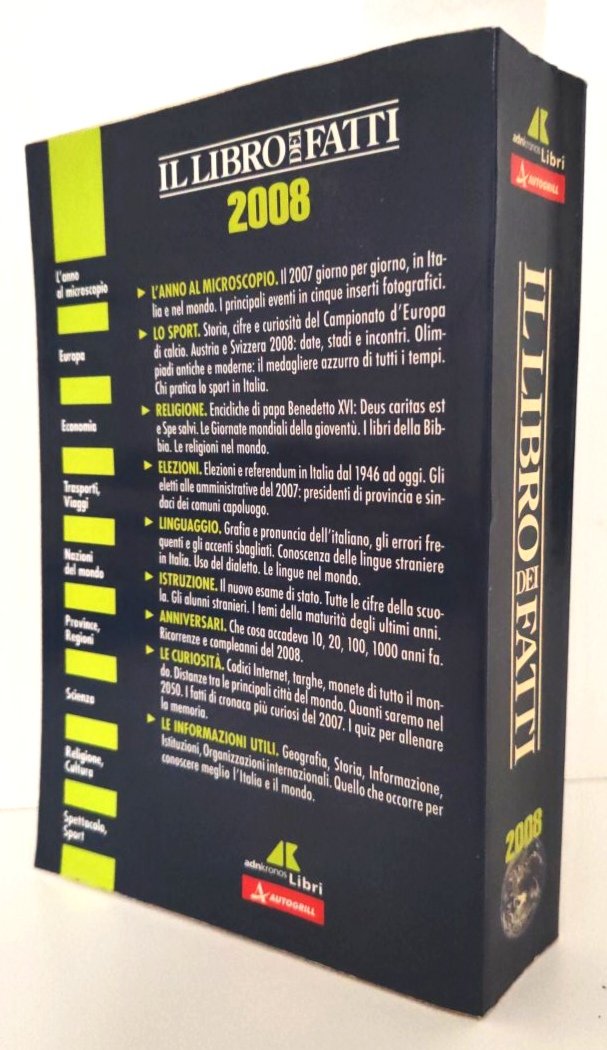 IL LIBRO DEI FATTI
2008
L'anno
al microscopio
Europa
Economia
Trasporti,
Viaggi
Nazioni
del mondo
Province,
Regioni
Scienza
Religione,
Cultura
Spettacolo,
Sport
L'ANNO AL MICROSCOPIO. Il 2007 giorno per giorno, in Ita-
lia e nel mondo. I principali eventi in cinque inserti fotografici.
LO SPORT. Storia, cifre e curiosità del Campionato d'Europa
di calcio. Austria e Svizzera 2008: date, stadi e incontri. Olim-
piadi antiche e moderne: il medagliere azzurro di tutti i tempi.
Chi pratica lo sport in Italia.
RELIGIONE. Encicliche di papa Benedetto XVI: Deus caritas est
e Spe salvi. Le Giornate mondiali della gioventù. I libri della Bib-
bia. Le religioni nel mondo.
ELEZIONI. Elezioni e referendum in Italia dal 1946 ad oggi. Gli
eletti alle amministrative del 2007: presidenti di provincia e sin-
daci dei comuni capoluogo.
LINGUAGGIO. Grafia e pronuncia dell'italiano, gli errori fre-
quenti e gli accenti sbagliati. Conoscenza delle lingue straniere
in Italia. Uso del dialetto. Le lingue nel mondo.
ISTRUZIONE. Il nuovo esame di stato. Tutte le cifre della scuo-
la. Gli alunni stranieri. I temi della maturità degli ultimi anni.
ANNIVERSARI. Che cosa accadeva 10, 20, 100, 1000 anni fa.
Ricorrenze e compleanni del 2008.
LE CURIOSITÀ. Codici Internet, targhe, monete di tutto il mon-
do. Distanze tra le principali città del mondo. Quanti saremo nel
2050. I fatti di cronaca più curiosi del 2007. I quiz per allenare
la memoria.
LE INFORMAZIONI UTILI. Geografia, Storia, Informazione,
Istituzioni, Organizzazioni internazionali. Quello che occorre per
conoscere meglio l'Italia e il mondo.
adnkronos Libri
AUTOGRILL
adnkronos Libri
AUTOGRILL
IL LIBRO DEI FATTI
2008